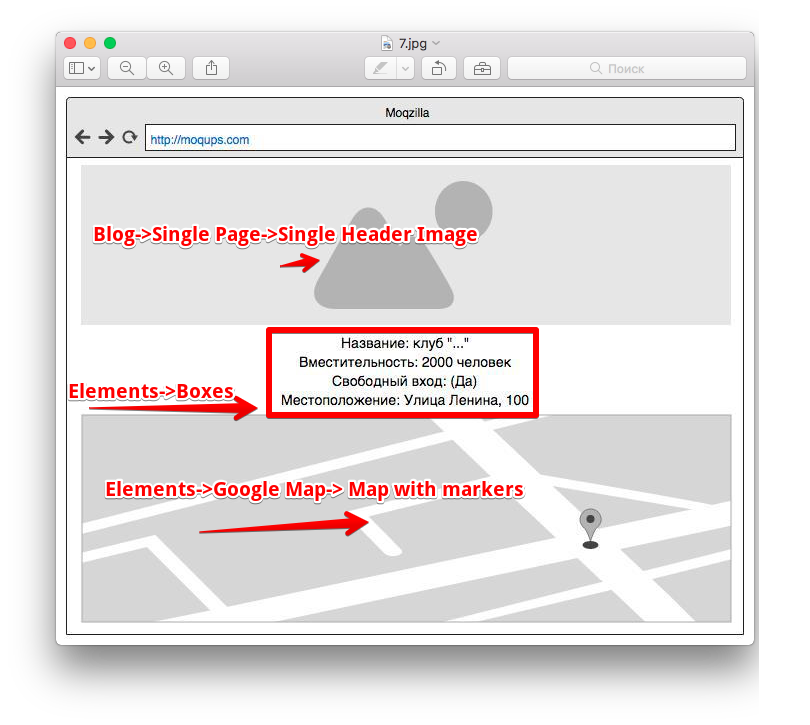 7.jpg
Поиск
Moqzilla
http://moqups.com
Blog->Single Page->Single Header Image
Название: клуб "..."
Вместительность: 2000 человек
Свободный вход: (Да)
Местоположение: Улица Ленина, 100
Elements->Boxes
Elements->Google Map-> Map with markers